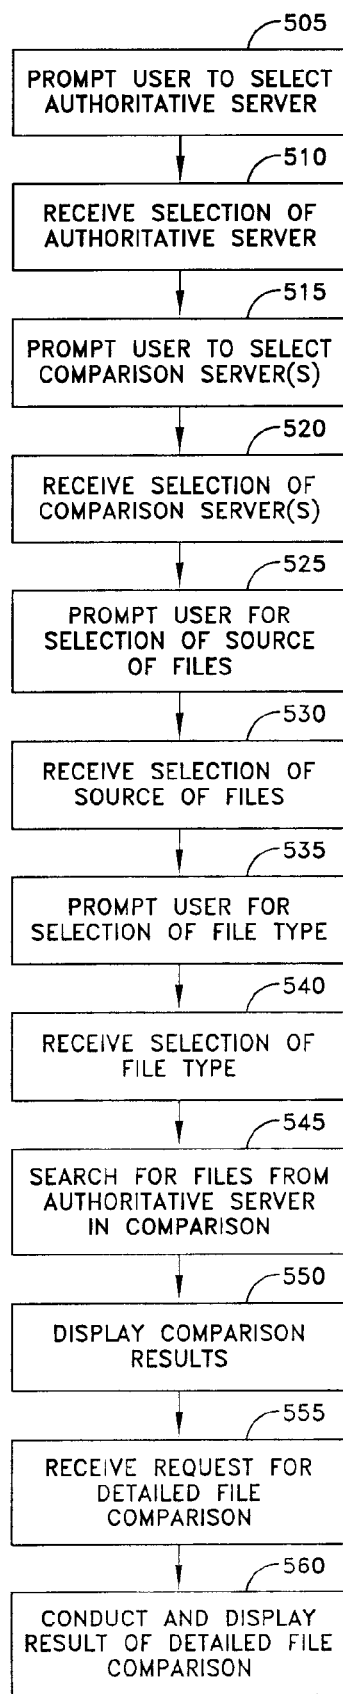 505
PROMPT USER TO SELECT
AUTHORITATIVE SERVER
510
RECEIVE SELECTION OF
AUTHORITATIVE SERVER
515
PROMPT USER TO SELECT
COMPARISON SERVER(S)
520
RECEIVE SELECTION OF
COMPARISON SERVER(S)
525
PROMPT USER FOR
SELECTION OF SOURCE
OF FILES
530
RECEIVE SELECTION OF
SOURCE OF FILES
535
PROMPT USER FOR
SELECTION OF FILE TYPE
540
RECEIVE SELECTION OF
FILE TYPE
545
SEARCH FOR FILES FROM
AUTHORITATIVE SERVER
IN COMPARISON
550
DISPLAY COMPARISON
RESULTS
555
RECEIVE REQUEST FOR
DETAILED FILE
COMPARISON
560
CONDUCT AND DISPLAY
RESULT OF DETAILED FILE
COMPARISON